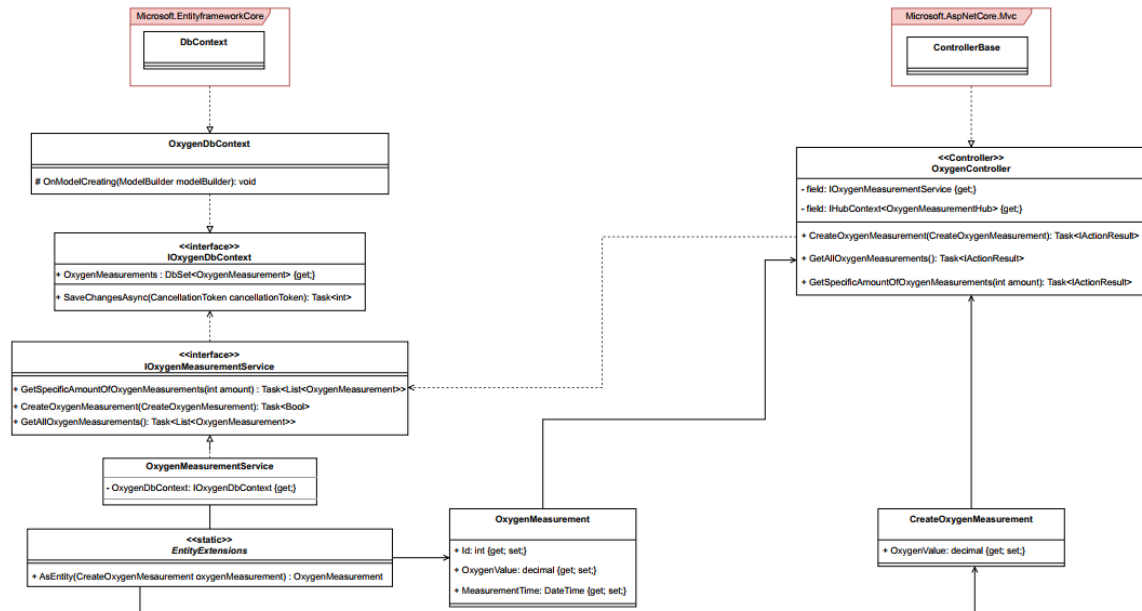 Microsoft.EntityframeworkCore
DbContext
Microsoft.AspNetCore.Mvc
ControllerBase
OxygenDbContext
# OnModelCreating(ModelBuilder modelBuilder): void
<<Controller>>
OxygenController
- field: IOxygenMeasurementService {get;}
- field: IHubContext<OxygenMeasurementHub> {get;}
+ CreateOxygenMeasurement(CreateOxygenMeasurement): Task<IActionResult>
+ GetAllOxygenMeasurements(): Task<IActionResult>
+ GetSpecificAmountOfOxygenMeasurements(int amount): Task<IActionResult>
<<interface>>
IOxygenDbContext
+ OxygenMeasurements : DbSet<OxygenMeasurement> {get;}
+ SaveChangesAsync(CancellationToken cancellationToken): Task<int>
<<interface>>
IOxygenMeasurementService
+ GetSpecificAmountOfOxygenMeasurements(int amount) : Task<List<OxygenMeasurement>>
+ CreateOxygenMeasurement(CreateOxygenMesurement): Task<Bool>
+ GetAllOxygenMeasurements(): Task<List<OxygenMeasurement>>
OxygenMeasurementService
- OxygenDbContext: IOxygenDbContext {get;}
<<static>>
EntityExtensions
+ AsEntity(CreateOxygenMesaurement oxygenMeasurement) : OxygenMeasurement
OxygenMeasurement
+ Id: int {get; set;}
+ OxygenValue: decimal {get; set;}
+ MeasurementTime: DateTime {get; set;}
CreateOxygenMeasurement
+ OxygenValue: decimal {get; set;}